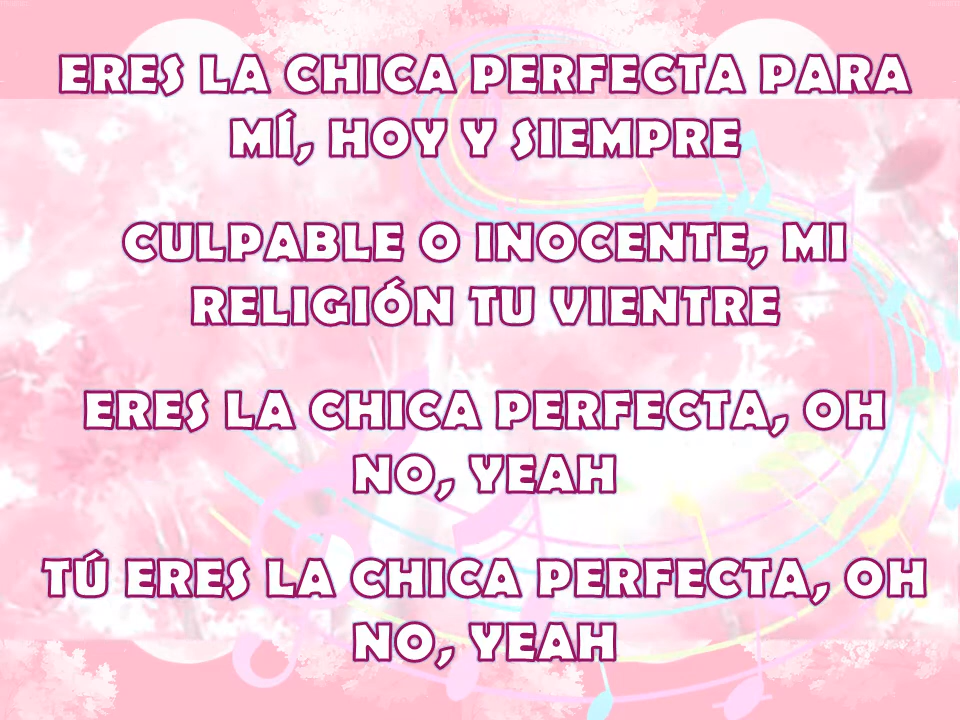 ERES LA CHICA PERFECTA PARA
MÍ, HOY Y SIEMPRE
CULPABLE O INOCENTE, MI
RELIGIÓN TU VIENTRE
ERES LA CHICA PERFECTA, OH
NO, YEAH
TÚ ERES LA CHICA PERFECTA, OH
NO, YEAH